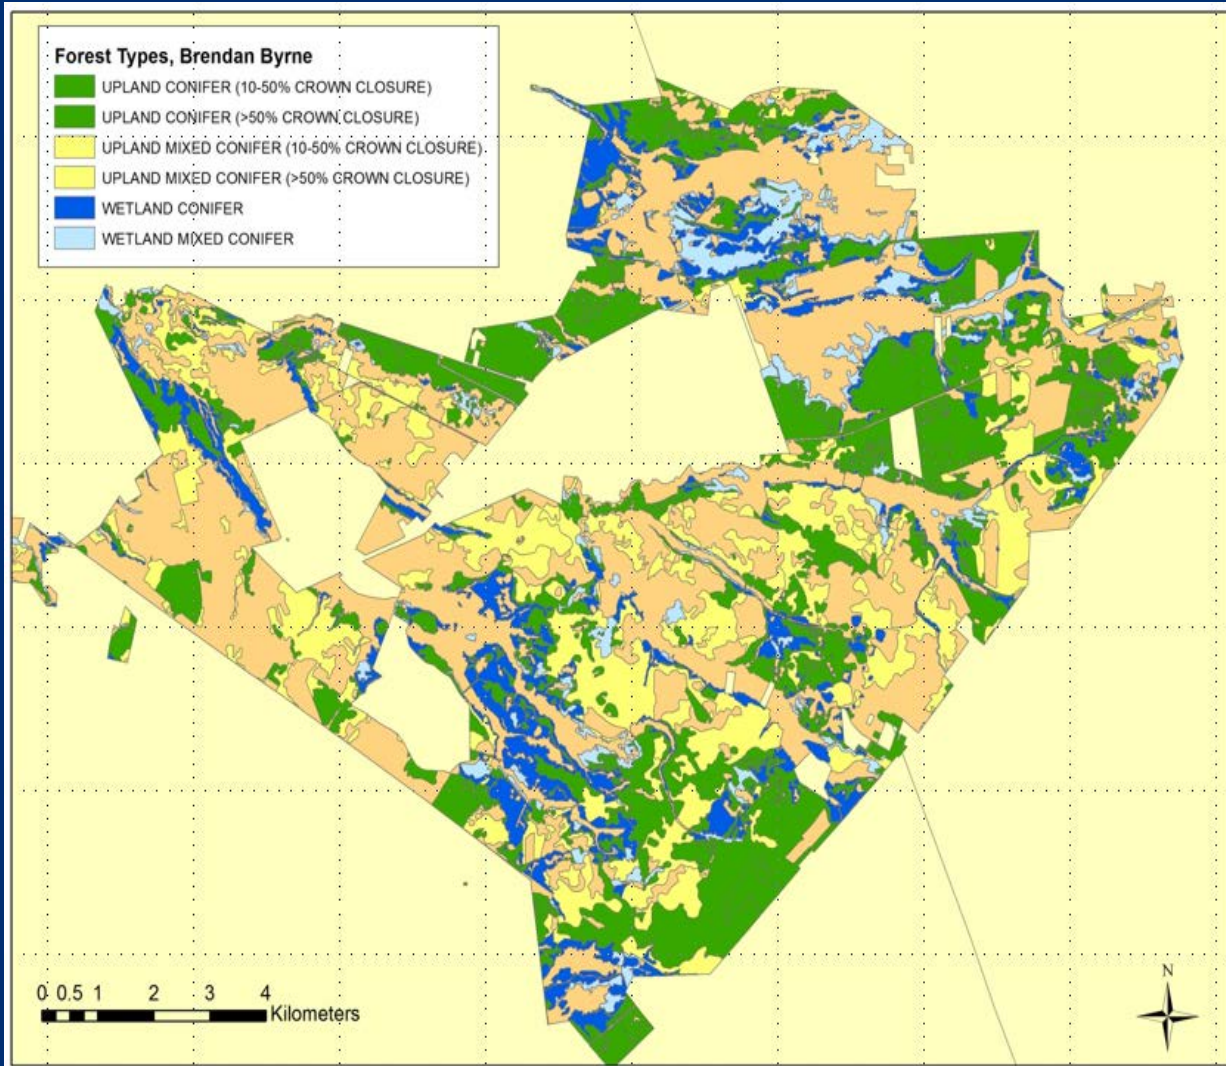 Forest Types, Brendan Byrne
UPLAND CONIFER (10-50% CROWN CLOSURE)
UPLAND CONIFER (>50% CROWN CLOSURE)
UPLAND MIXED CONIFER (10-50% CROWN CLOSURE)
UPLAND MIXED CONIFER (>50% CROWN CLOSURE)
WETLAND CONIFER
WETLAND MIXED CONIFER
0 0.5 1 2 3 4
Kilometers
N